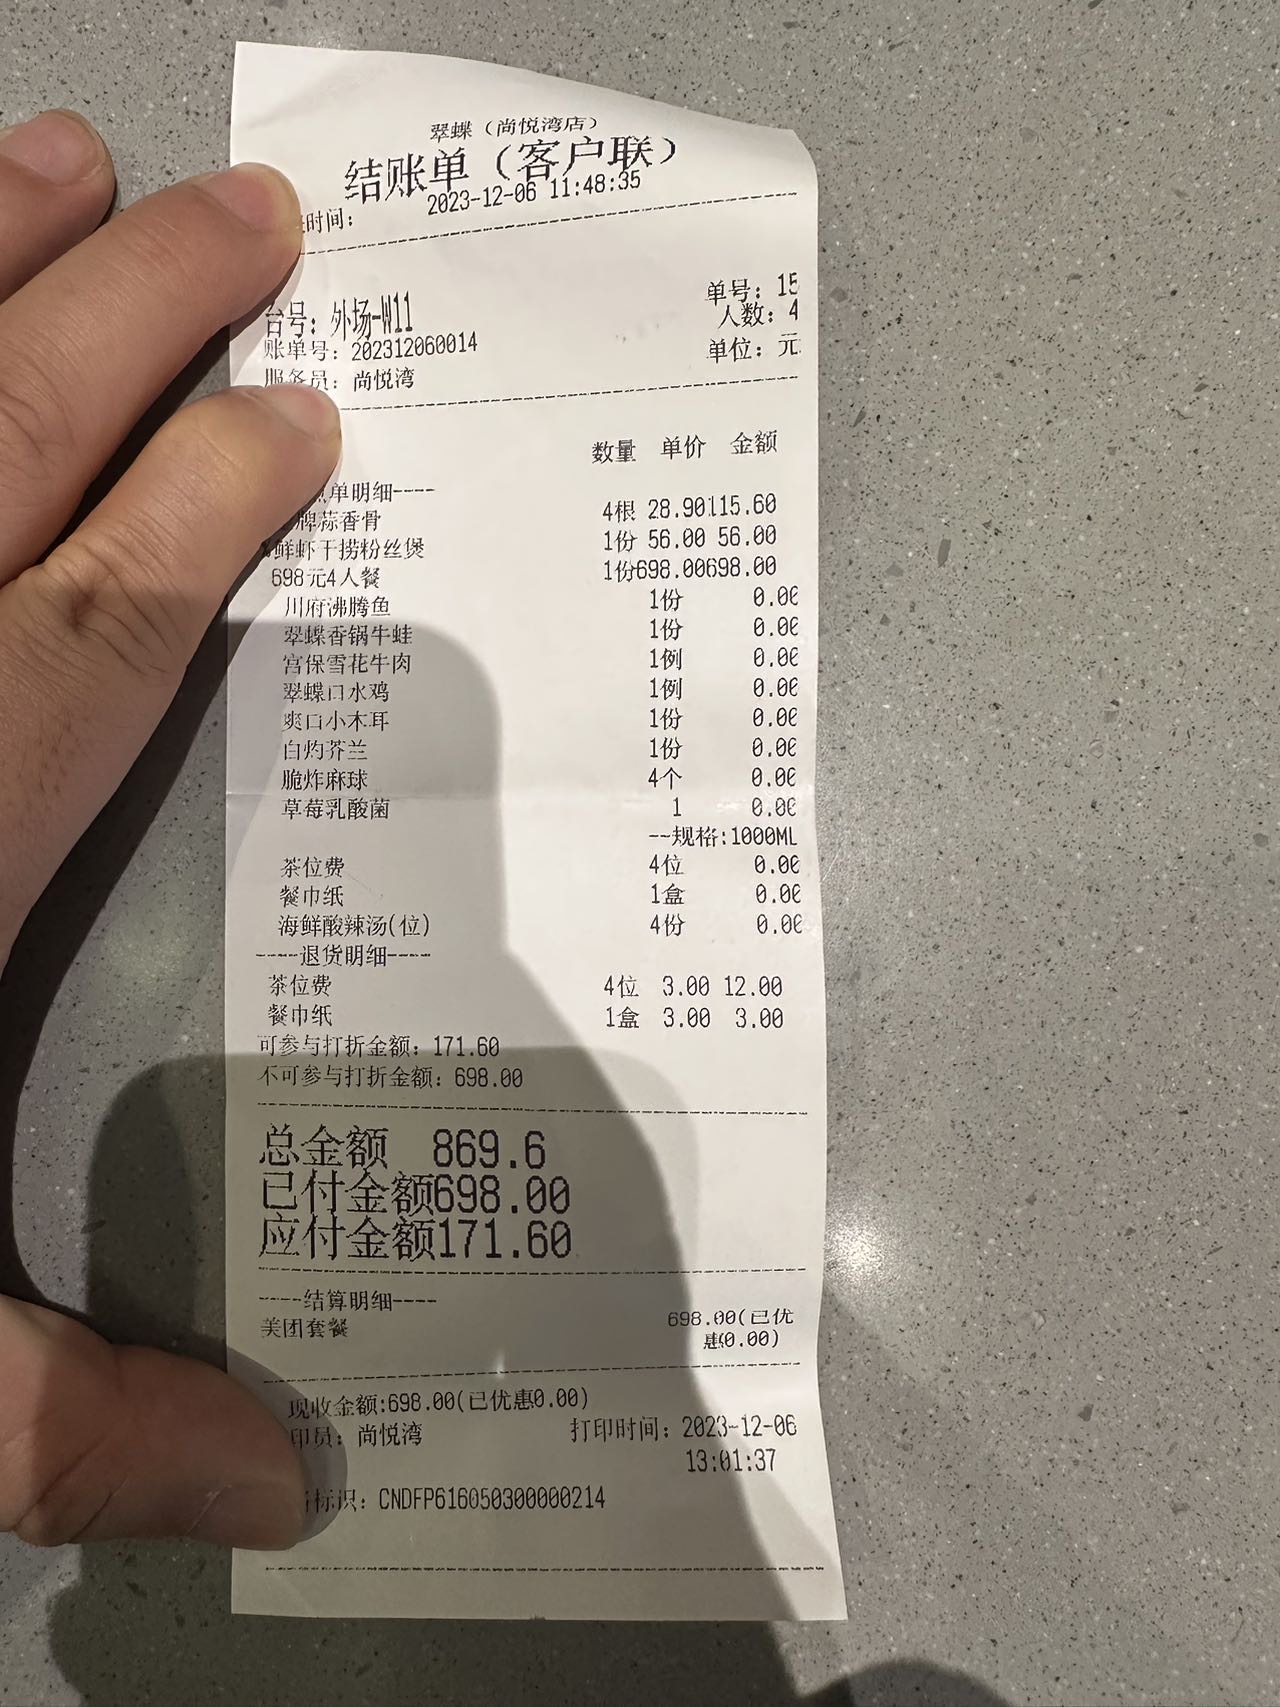 翠蝶（尚悦湾店）
结账单（客户联）
时间： 2023-12-06 11:48:35
台号：外场-W11 单号：15
人数：4
账单号：202312060014 单位：元
服务员：尚悦湾
数量 单价 金额
单明细----
牌蒜香骨 4根 28.90115.60
鲜虾干捞粉丝煲 1份 56.00 56.00
698元4人餐 1份698.00698.00
川府沸腾鱼 1份 0.00
翠蝶香锅牛蛙 1份 0.00
宫保雪花牛肉 1例 0.00
翠蝶口水鸡 1例 0.00
爽口小木耳 1份 0.00
白灼芥兰 1份 0.00
脆炸麻球 4个 0.00
草莓乳酸菌 1 0.00
--规格:1000ML
茶位费 4位 0.00
餐巾纸 1盒 0.00
海鲜酸辣汤(位) 4份 0.00
----退货明细----
茶位费 4位 3.00 12.00
餐巾纸 1盒 3.00 3.00
可参与打折金额：171.60
不可参与打折金额：698.00
总金额 869.6
已付金额698.00
应付金额171.60
----结算明细----
美团套餐 698.00(已优
惠0.00)
现收金额:698.00(已优惠0.00)
印员：尚悦湾 打印时间：2023-12-06
13:01:37
标识：CNDFP616050300000214